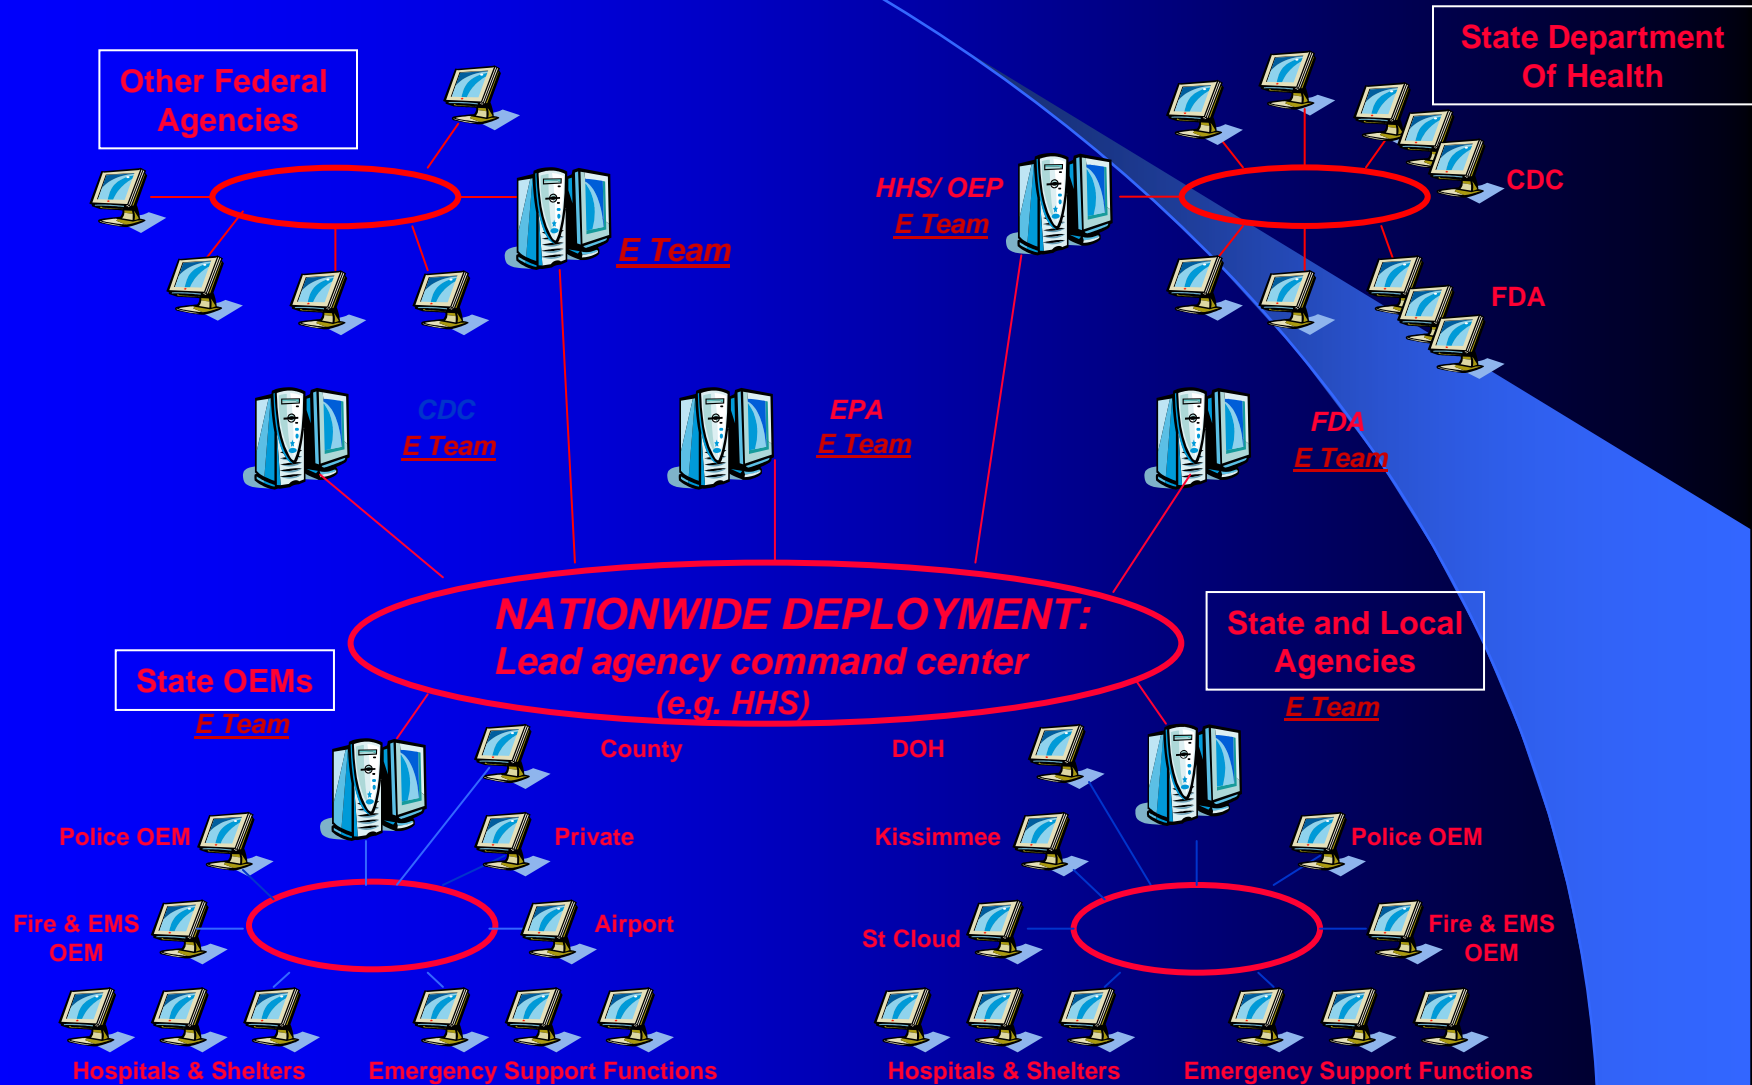 State Department
Of Health
Other Federal
Agencies
CDC
HHS/ OEP
E Team
E Team
FDA
CDC
E Team
EPA
E Team
FDA
E Team
NATIONWIDE DEPLOYMENT:
Lead agency command center
(e.g. HHS)
State and Local
Agencies
E Team
State OEMs
E Team
County
DOH
Police OEM
Private
Kissimmee
Police OEM
Fire & EMS
OEM
Airport
St Cloud
Fire & EMS
OEM
Hospitals & Shelters
Emergency Support Functions
Hospitals & Shelters
Emergency Support Functions